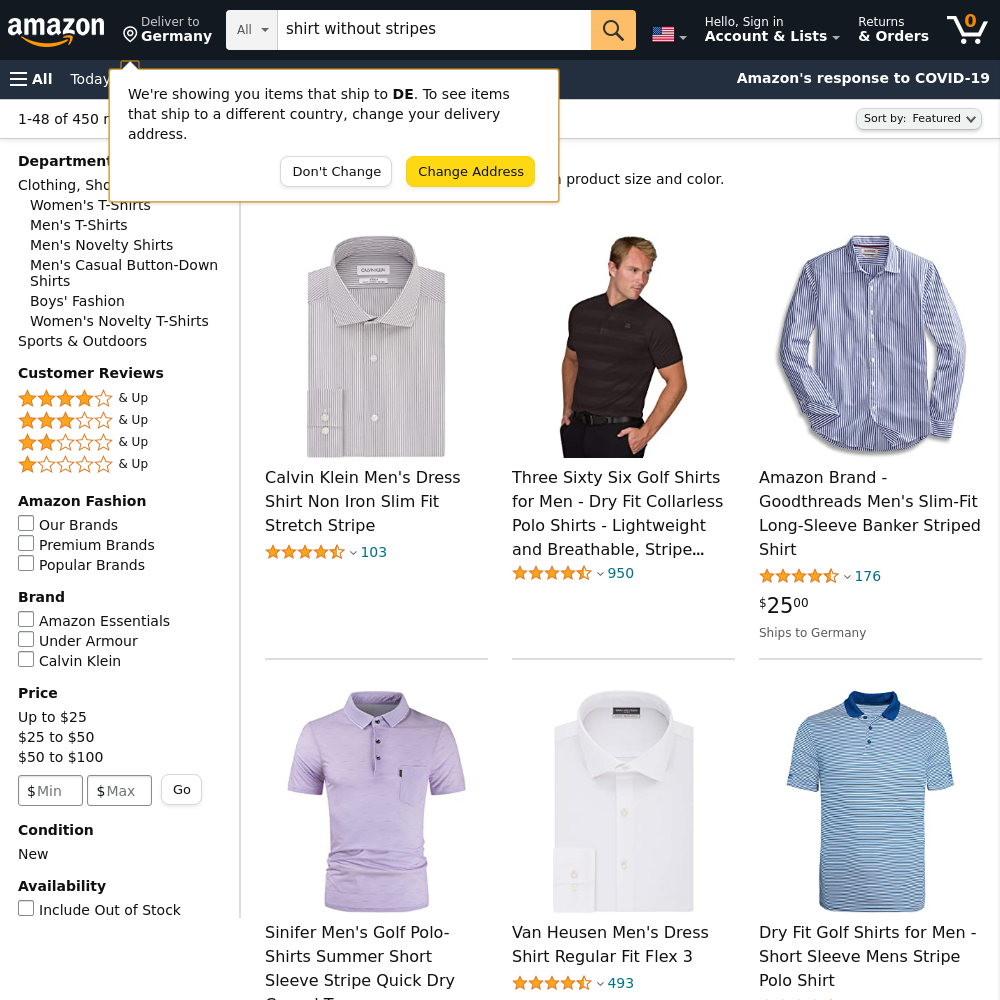 amazon
Deliver to
Germany
All
shirt without stripes
Hello, Sign in
Account & Lists
Returns
& Orders
0
All
Today
Amazon's response to COVID-19
We're showing you items that ship to DE. To see items
that ship to a different country, change your delivery
address.
Don't Change
Change Address
1-48 of 450
Sort by: Featured
product size and color.
Department
Clothing,
Women's T-Shirts
Men's T-Shirts
Men's Novelty Shirts
Men's Casual Button-Down
Shirts
Boys' Fashion
Women's Novelty T-Shirts
Sports & Outdoors
Customer Reviews
& Up
& Up
& Up
& Up
Amazon Fashion
Our Brands
Premium Brands
Popular Brands
Brand
Amazon Essentials
Under Armour
Calvin Klein
Price
Up to $25
$25 to $50
$50 to $100
$ Min
$ Max
Go
Condition
New
Availability
Include Out of Stock
CALVIN KLEIN
Calvin Klein Men's Dress
Shirt Non Iron Slim Fit
Stretch Stripe
103
Three Sixty Six Golf Shirts
for Men - Dry Fit Collarless
Polo Shirts - Lightweight
and Breathable, Stripe…
950
Amazon Brand -
Goodthreads Men's Slim-Fit
Long-Sleeve Banker Striped
Shirt
176
$2500
Ships to Germany
Sinifer Men's Golf Polo-
Shirts Summer Short
Sleeve Stripe Quick Dry
Van Heusen Men's Dress
Shirt Regular Fit Flex 3
493
Dry Fit Golf Shirts for Men -
Short Sleeve Mens Stripe
Polo Shirt